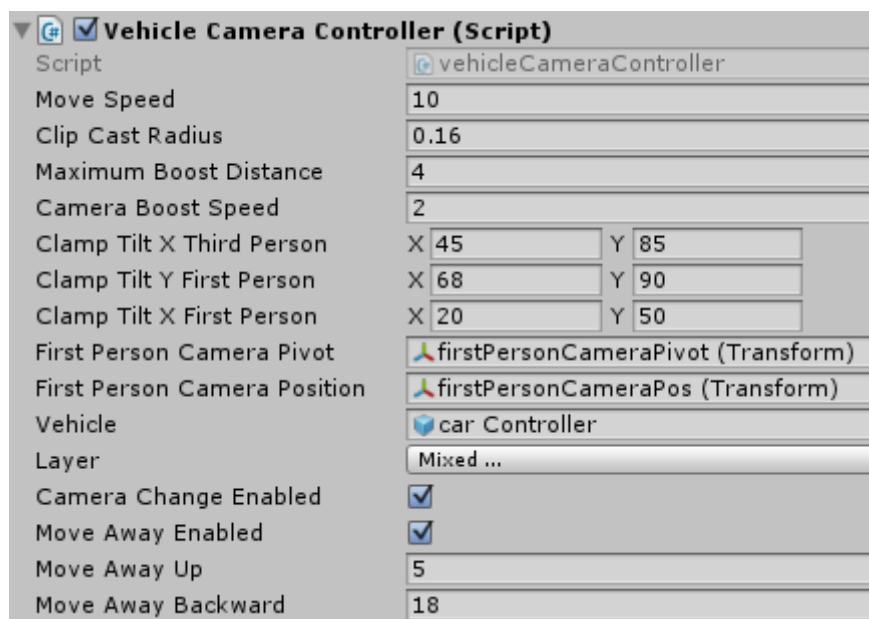 Vehicle Camera Controller (Script)
Script vehicleCameraController
Move Speed 10
Clip Cast Radius 0.16
Maximum Boost Distance 4
Camera Boost Speed 2
Clamp Tilt X Third Person X 45 Y 85
Clamp Tilt Y First Person X 68 Y 90
Clamp Tilt X First Person X 20 Y 50
First Person Camera Pivot firstPersonCameraPivot (Transform)
First Person Camera Position firstPersonCameraPos (Transform)
Vehicle car Controller
Layer Mixed ...
Camera Change Enabled
Move Away Enabled
Move Away Up 5
Move Away Backward 18